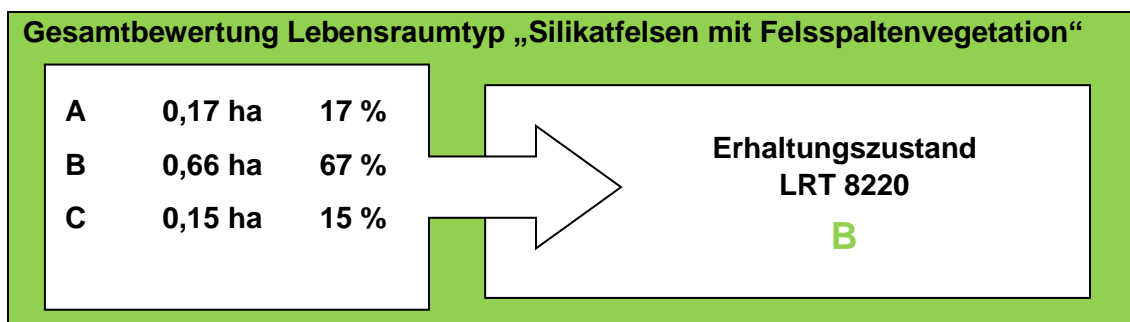 Gesamtbewertung Lebensraumtyp „Silikatfelsen mit Felsspaltenvegetation“
A 0,17 ha 17 %
B 0,66 ha 67 %
C 0,15 ha 15 %
Erhaltungszustand
LRT 8220
B